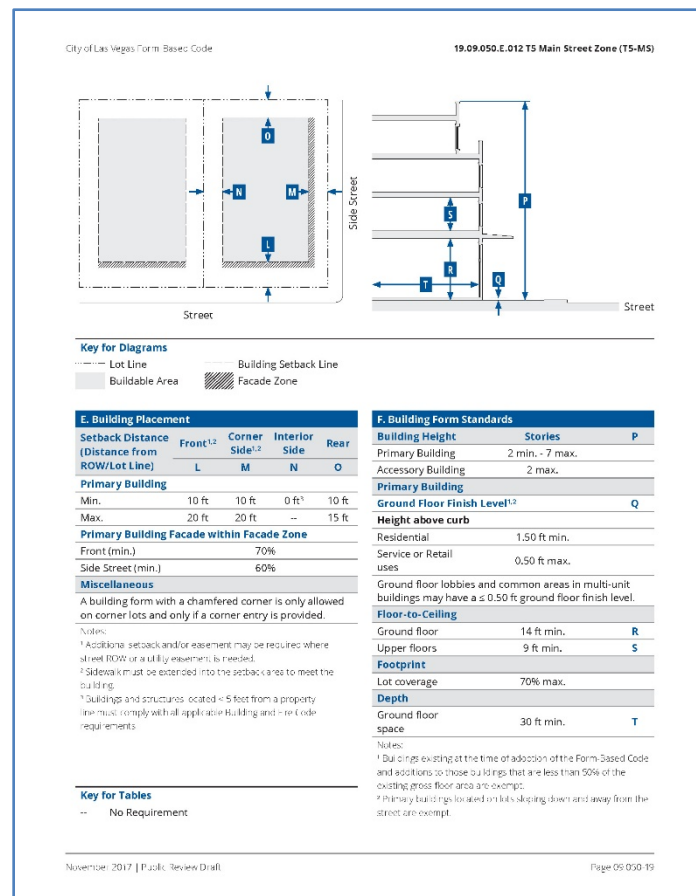 City of Las Vegas Form-Based Code
19.09.050.E.012 T5 Main Street Zone (T5-MS)
O
N
M
L
Side Street
Street
P
S
R
Q
T
Street
Key for Diagrams
Lot Line
Building Setback Line
Buildable Area
Facade Zone
E. Building Placement
Setback Distance (Distance from ROW/Lot Line) Front1,2 Corner Side1,2 Interior Side Rear
L M N O
Primary Building
Min. 10 ft 10 ft 0 ft3 10 ft
Max. 20 ft 20 ft -- 15 ft
Primary Building Facade within Facade Zone
Front (min.) 70%
Side Street (min.) 60%
Miscellaneous
A building form with a chamfered corner is only allowed
on corner lots and only if a corner entry is provided.
Notes:
1 Additional setback and/or easement may be required where
street ROW or a utility easement is needed.
2 Sidewalk must be extended into the setback area to meet the
building.
3 Buildings and structures located < 5 feet from a property
line must comply with all applicable Building and Fire Code
requirements
Key for Tables
-- No Requirement
F. Building Form Standards
Building Height Stories P
Primary Building 2 min. - 7 max.
Accessory Building 2 max.
Primary Building
Ground Floor Finish Level1,2 Q
Height above curb
Residential 1.50 ft min.
Service or Retail uses 0.50 ft max.
Ground floor lobbies and common areas in multi-unit
buildings may have a ≤ 0.50 ft ground floor finish level.
Floor-to-Ceiling
Ground floor 14 ft min. R
Upper floors 9 ft min. S
Footprint
Lot coverage 70% max.
Depth
Ground floor space 30 ft min. T
Notes:
1 Buildings existing at the time of adoption of the Form-Based Code
and additions to those buildings that are less than 50% of the
existing gross floor area are exempt.
2 Primary buildings located on lots sloping down and away from the
street are exempt.
November 2017 | Public Review Draft
Page 09.050-19